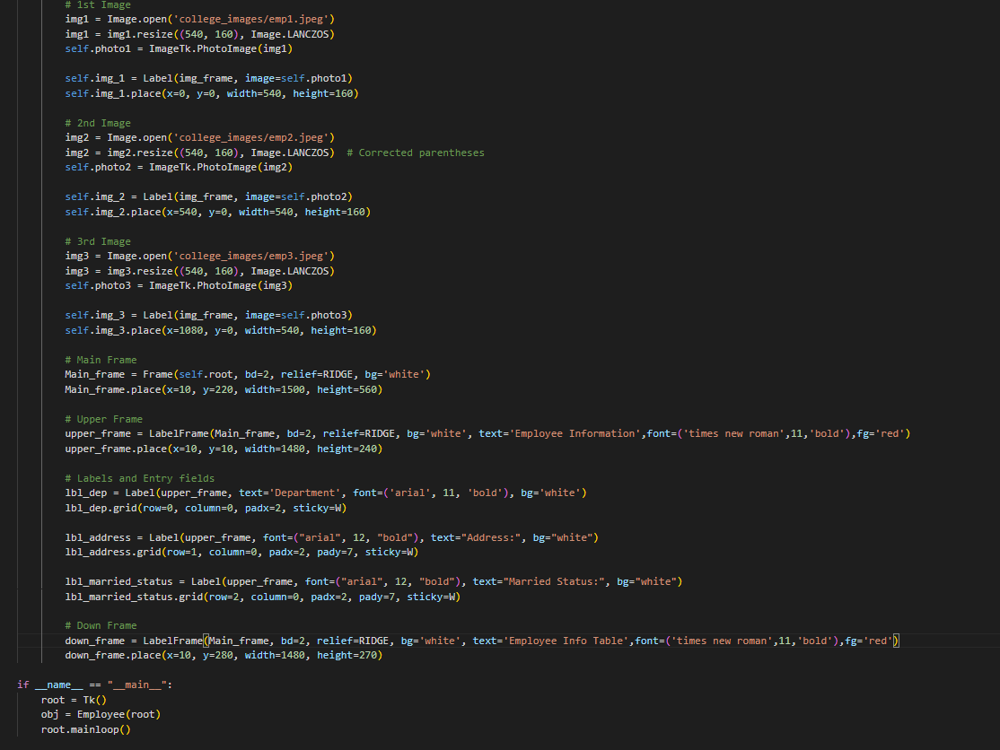 # 1st Image
img1 = Image.open('college_images/emp1.jpeg')
img1 = img1.resize((540, 160), Image.LANCZOS)
self.photo1 = ImageTk.PhotoImage(img1)
self.img_1 = Label(img_frame, image=self.photo1)
self.img_1.place(x=0, y=0, width=540, height=160)
# 2nd Image
img2 = Image.open('college_images/emp2.jpeg')
img2 = img2.resize((540, 160), Image.LANCZOS)  # Corrected parentheses
self.photo2 = ImageTk.PhotoImage(img2)
self.img_2 = Label(img_frame, image=self.photo2)
self.img_2.place(x=540, y=0, width=540, height=160)
# 3rd Image
img3 = Image.open('college_images/emp3.jpeg')
img3 = img3.resize((540, 160), Image.LANCZOS)
self.photo3 = ImageTk.PhotoImage(img3)
self.img_3 = Label(img_frame, image=self.photo3)
self.img_3.place(x=1080, y=0, width=540, height=160)
# Main Frame
Main_frame = Frame(self.root, bd=2, relief=RIDGE, bg='white')
Main_frame.place(x=10, y=220, width=1500, height=560)
# Upper Frame
upper_frame = LabelFrame(Main_frame, bd=2, relief=RIDGE, bg='white', text='Employee Information',font=('times new roman',11,'bold'),fg='red')
upper_frame.place(x=10, y=10, width=1480, height=240)
# Labels and Entry fields
lbl_dep = Label(upper_frame, text='Department', font=('arial', 11, 'bold'), bg='white')
lbl_dep.grid(row=0, column=0, padx=2, sticky=W)
lbl_address = Label(upper_frame, font=("arial", 12, "bold"), text="Address:", bg="white")
lbl_address.grid(row=1, column=0, padx=2, pady=7, sticky=W)
lbl_married_status = Label(upper_frame, font=("arial", 12, "bold"), text="Married Status:", bg="white")
lbl_married_status.grid(row=2, column=0, padx=2, pady=7, sticky=W)
# Down Frame
down_frame = LabelFrame(Main_frame, bd=2, relief=RIDGE, bg='white', text='Employee Info Table',font=('times new roman',11,'bold'),fg='red')
down_frame.place(x=10, y=280, width=1480, height=270)
if __name__ == "__main__":
root = Tk()
obj = Employee(root)
root.mainloop()